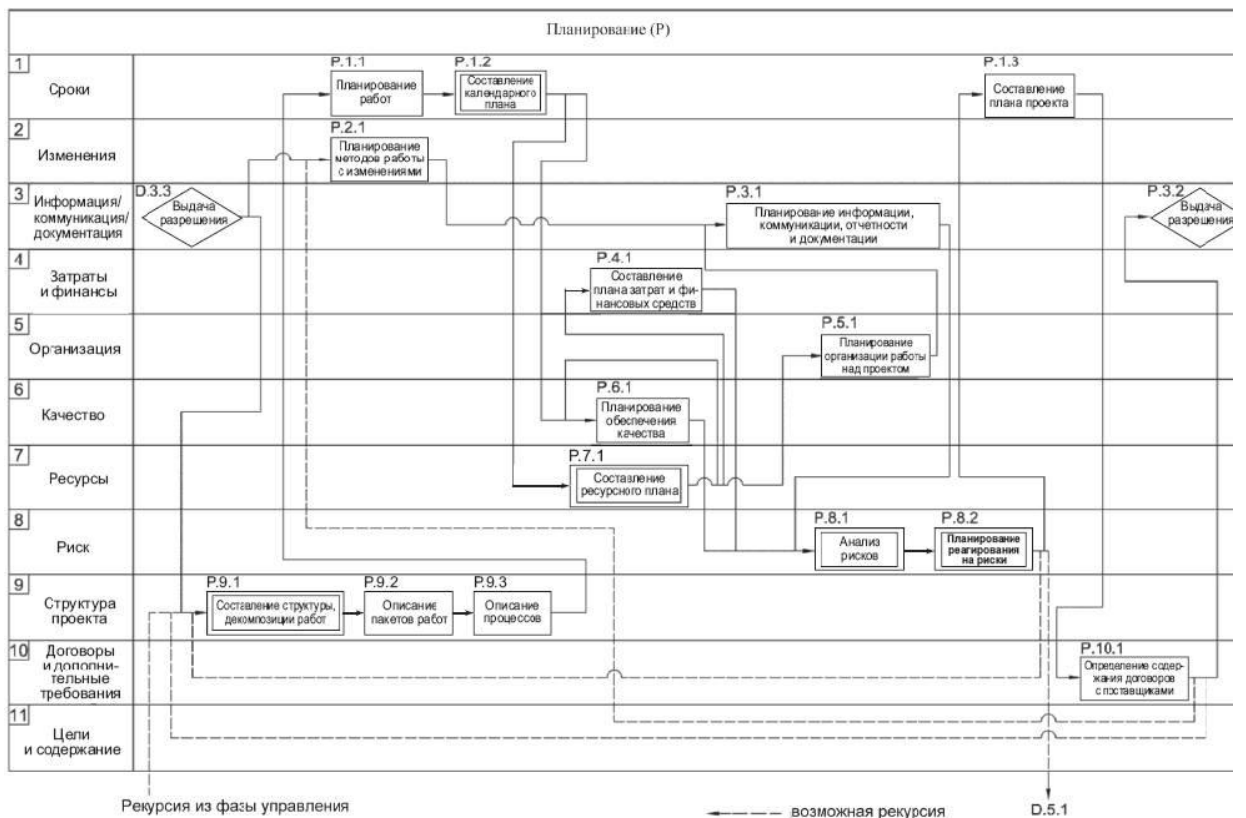 Планирование (P)
1
Сроки
P.1.1
Планирование
работ
P.1.2
Составление
календарного
плана
P.1.3
Составление
плана проекта
2
Изменения
P.2.1
Планирование
методов работы
с изменениями
3
Информация/
коммуникация/
документация
D.3.3
Выдача
разрешения
P.3.1
Планирование информации,
коммуникации, отчетности
и документации
P.3.2
Выдача
разрешения
4
Затраты
и финансы
P.4.1
Составление
плана затрат и фи-
нансовых средств
5
Организация
P.5.1
Планирование
организации работы
над проектом
6
Качество
P.6.1
Планирование
обеспечения
качества
7
Ресурсы
P.7.1
Составление
ресурсного плана
8
Риск
P.8.1
Анализ
рисков
P.8.2
Планирование
реагирования
на риски
9
Структура
проекта
P.9.1
Составление структуры,
декомпозиции работ
P.9.2
Описание
пакетов работ
P.9.3
Описание
процессов
10
Договоры
и дополни-
тельные
требования
P.10.1
Определение содер-
жания договоров
с поставщиками
11
Цели
и содержание
Рекурсия из фазы управления
возможная рекурсия
D.5.1